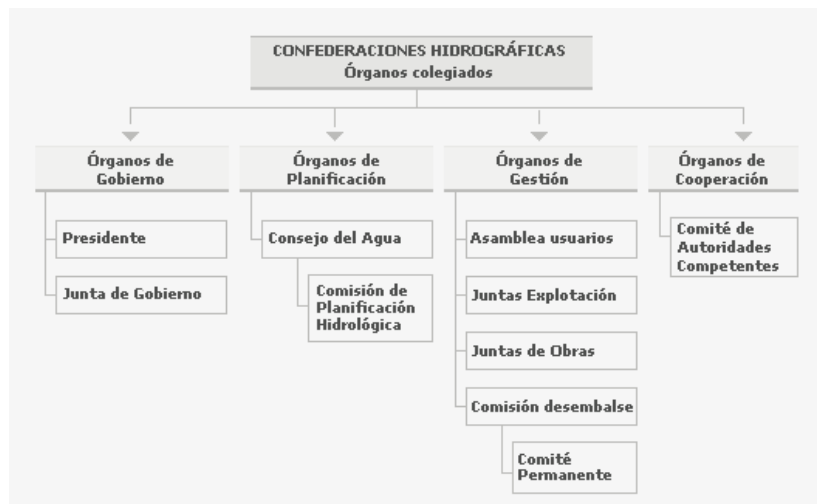 CONFEDERACIONES HIDROGRÁFICAS
Órganos colegiados
Órganos de
Gobierno
Presidente
Junta de Gobierno
Órganos de
Planificación
Consejo del Agua
Comisión de
Planificación
Hidrológica
Órganos de
Gestión
Asamblea usuarios
Juntas Explotación
Juntas de Obras
Comisión desembalse
Comité
Permanente
Órganos de
Cooperación
Comité de
Autoridades
Competentes